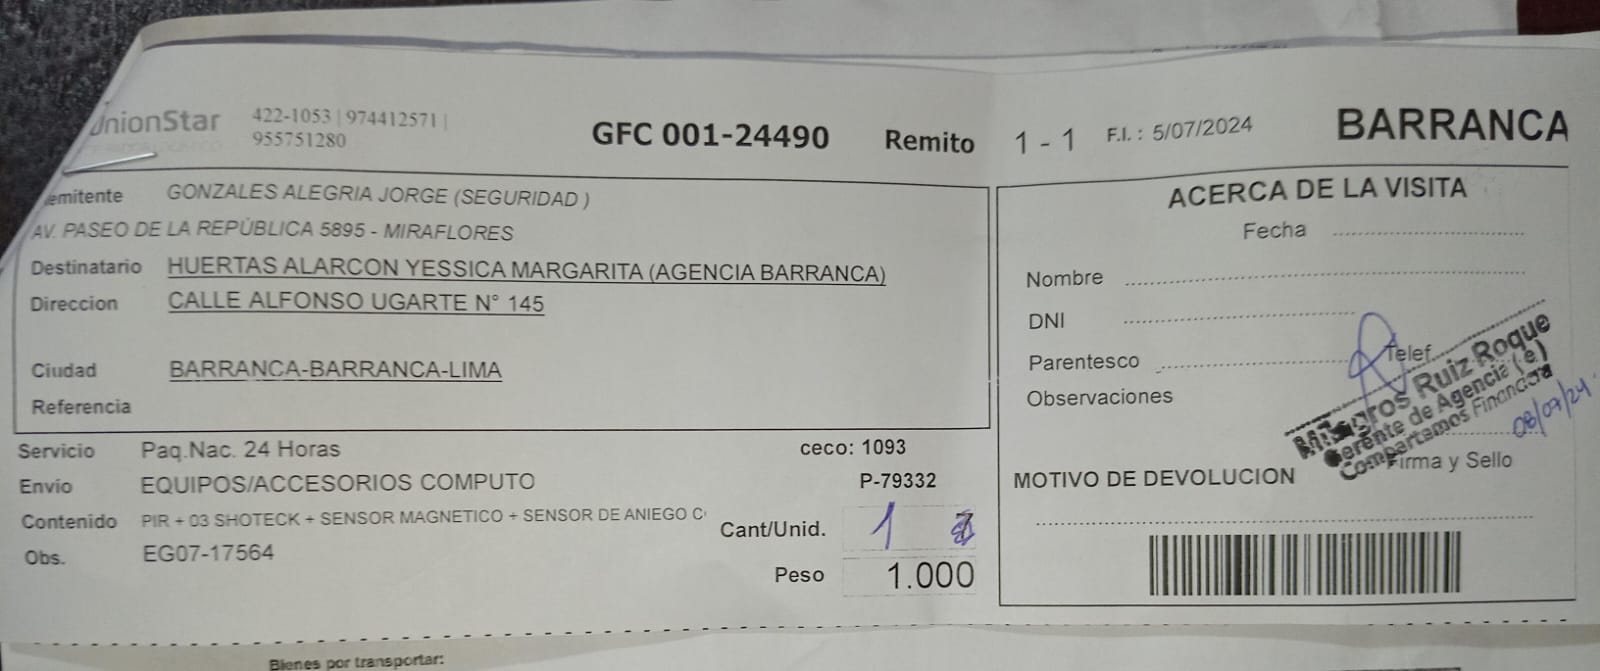 UnionStar
422-1053 | 974412571 |
955751280
GFC 001-24490
Remito 1 - 1 F.I. : 5/07/2024
BARRANCA
emitente GONZALES ALEGRIA JORGE (SEGURIDAD )
AV. PASEO DE LA REPÚBLICA 5895 - MIRAFLORES
Destinatario HUERTAS ALARCON YESSICA MARGARITA (AGENCIA BARRANCA)
Direccion CALLE ALFONSO UGARTE N° 145
Ciudad BARRANCA-BARRANCA-LIMA
Referencia
Servicio Paq.Nac. 24 Horas ceco: 1093
Envio EQUIPOS/ACCESORIOS COMPUTO P-79332
Contenido PIR + 03 SHOTECK + SENSOR MAGNETICO + SENSOR DE ANIEGO C
Cant/Unid. 1
Obs. EG07-17564
Peso 1.000
ACERCA DE LA VISITA
Fecha
Nombre
DNI
Parentesco Telef.
Observaciones
Milagros Ruiz Roque
Gerente de Agencia (e)
Compartamos Financiera
08/07/24
Firma y Sello
MOTIVO DE DEVOLUCION
Bienes por transportar: